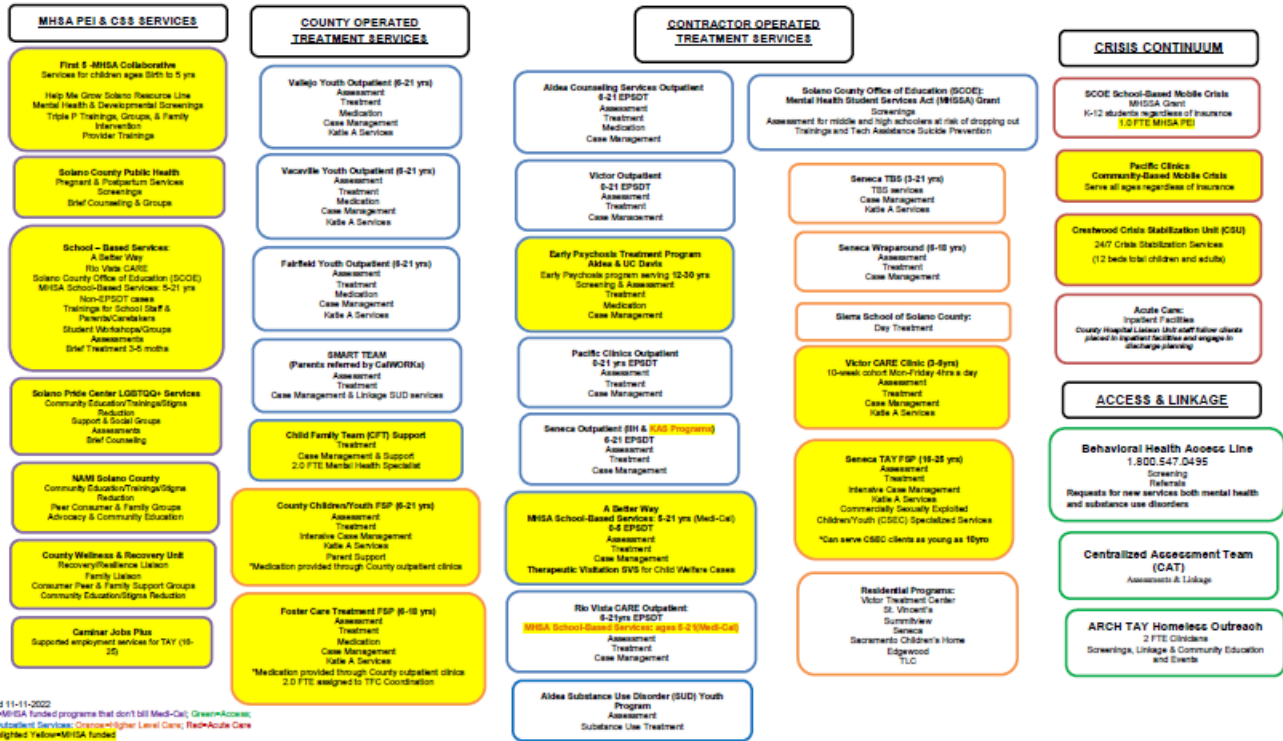 MHSA PEI & CSS SERVICES
First 5 -MHSA Collaborative
Services for children ages Birth to 5 yrs
Help Me Grow Solano Resource Line
Mental Health & Developmental Screenings
Triple P Trainings, Groups, & Family
Intervention
Provider Trainings
Solano County Public Health
Pregnant & Postpartum Services
Screenings
Brief Counseling & Groups
School – Based Services:
A Better Way
Rio Vista CARE
Solano County Office of Education (SCOE)
MHSA School-Based Services: 5-21 yrs
Non-EPSDT cases
Trainings for School Staff &
Parents/Caretakers
Student Workshops/Groups
Assessments
Brief Treatment 3-6 moths
Solano Pride Center LGBTQQ+ Services
Community Education/Trainings/Stigma
Reduction
Support & Social Groups
Assessments
Brief Counseling
NAMI Solano County
Community Education/Trainings/Stigma
Reduction
Peer Consumer & Family Groups
Advocacy & Community Education
County Wellness & Recovery Unit
Recovery/Resilience Liaison
Family Liaison
Consumer Peer & Family Support Groups
Community Education/Stigma Reduction
Caminar Jobs Plus
Supported employment services for TAY (16-
25)
COUNTY OPERATED
TREATMENT SERVICES
Vallejo Youth Outpatient (6-21 yrs)
Assessment
Treatment
Medication
Case Management
Katie A Services
Vacaville Youth Outpatient (6-21 yrs)
Assessment
Treatment
Medication
Case Management
Katie A Services
Fairfield Youth Outpatient (6-21 yrs)
Treatment
Medication
Case Management
Katie A Services
SMART TEAM
(Parents referred by CalWORKs)
Assessment
Treatment
Case Management & Linkage SUD services
Child Family Team (CFT) Support
Treatment
Case Management & Support
2.0 FTE Mental Health Specialist
County Children/Youth FSP (6-21 yrs)
Assessment
Treatment
Intensive Case Management
Katie A Services
Parent Support
*Medication provided through County outpatient clinics
Foster Care Treatment FSP (6-18 yrs)
Assessment
Treatment
Medication
Case Management
Katie A Services
*Medication provided through County outpatient clinics
2.0 FTE assigned to TFC Coordination
CONTRACTOR OPERATED
TREATMENT SERVICES
Aldea Counseling Services Outpatient
6-21 EPSDT
Assessment
Treatment
Medication
Case Management
Victor Outpatient
0-21 EPSDT
Assessment
Treatment
Case Management
Early Psychosis Treatment Program
Aldea & UC Davis
Early Psychosis program serving 12-30 yrs
Screening & Assessment
Treatment
Medication
Case Management
Pacific Clinics Outpatient
0-21 yrs EPSDT
Assessment
Treatment
Case Management
Seneca Outpatient (IIH & KAS Programs)
6-21 EPSDT
Assessment
Treatment
Case Management
A Better Way
MHSA School-Based Services: 5-21 yrs (Medi-Cal)
0-5 EPSDT
Assessment
Treatment
Case Management
Therapeutic Visitation SVS for Child Welfare Cases
Rio Vista CARE Outpatient:
6-21yrs EPSDT
MHSA School-Based Services: ages 6-21(Medi-Cal)
Assessment
Treatment
Case Management
Aldea Substance Use Disorder (SUD) Youth
Program
Assessment
Substance Use Treatment
Solano County Office of Education (SCOE):
Mental Health Student Services Act (MHSSA) Grant
Screenings
Assessment for middle and high schoolers at risk of dropping out
Trainings and Tech Assistance Suicide Prevention
Seneca TBS (3-21 yrs)
TBS services
Case Management
Katie A Services
Seneca Wraparound (6-18 yrs)
Assessment
Treatment
Case Management
Sierra School of Solano County:
Day Treatment
Victor CARE Clinic (3-9yrs)
10-week cohort Mon-Friday 4hrs a day
Assessment
Treatment
Case Management
Katie A Services
Seneca TAY FSP (16-25 yrs)
Assessment
Treatment
Intensive Case Management
Katie A Services
Commercially Sexually Exploited
Children/Youth (CSEC) Specialized Services
*Can serve CSEC clients as young as 10yro
Residential Programs:
Victor Treatment Center
St. Vincent's
Summitview
Seneca
Sacramento Children's Home
Edgewood
TLC
CRISIS CONTINUUM
SCOE School-Based Mobile Crisis
MHSSA Grant
K-12 students regardless of insurance
1.0 FTE MHSA PEI
Pacific Clinics
Community-Based Mobile Crisis
Serve all ages regardless of insurance
Crestwood Crisis Stabilization Unit (CSU)
24/7 Crisis Stabilization Services
(12 beds total children and adults)
Acute Care:
Inpatient Facilities
County Hospital Liaison Unit staff follow clients
placed in inpatient facilities and engage in
discharge planning
ACCESS & LINKAGE
Behavioral Health Access Line
1.800.547.0495
Screening
Referrals
Requests for new services both mental health
and substance use disorders
Centralized Assessment Team
(CAT)
Assessments & Linkage
ARCH TAY Homeless Outreach
2 FTE Clinicians
Screenings, Linkage & Community Education
and Events
d 11-11-2022
=MHSA funded programs that don't bill Medi-Cal; Green=Access;
Outpatient Services; Orange=Higher Level Care; Red=Acute Care
lighted Yellow=MHSA funded